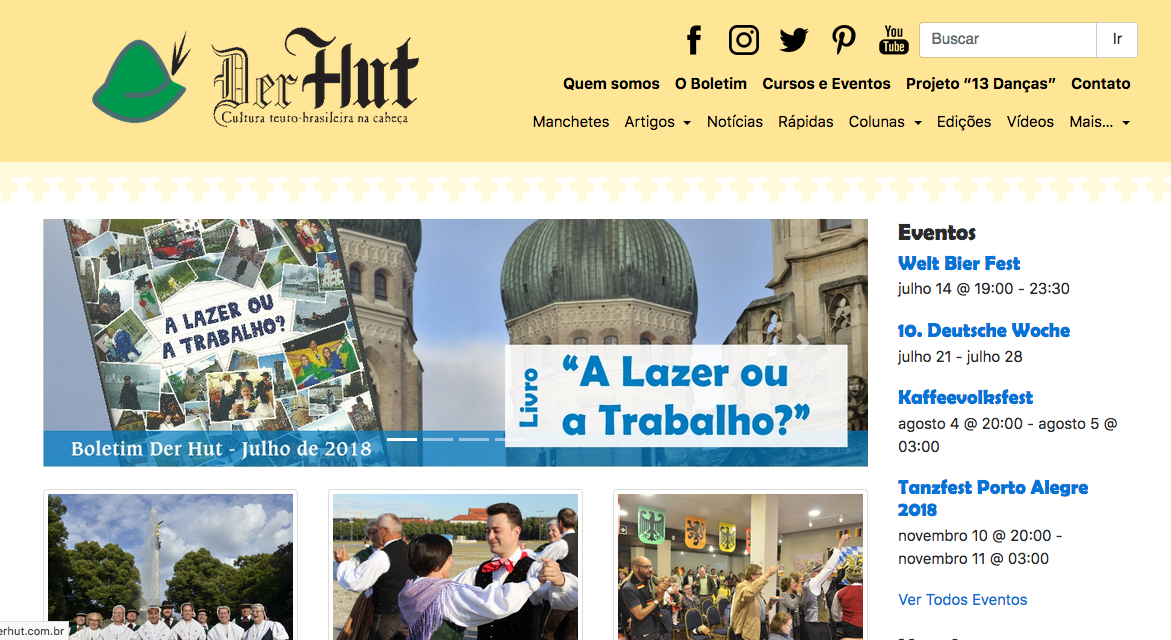 You
Tube
Buscar
Ir
Der Hut
Cultura teuto-brasileira na cabeça
Quem somos O Boletim Cursos e Eventos Projeto “13 Danças” Contato
Manchetes Artigos Notícias Rápidas Colunas Edições Vídeos Mais...
A LAZER OU
A TRABALHO?
Livro
“A Lazer ou
a Trabalho?”
Boletim Der Hut - Julho de 2018
Eventos
Welt Bier Fest
julho 14 @ 19:00 - 23:30
10. Deutsche Woche
julho 21 - julho 28
Kaffeevolksfest
agosto 4 @ 20:00 - agosto 5 @
03:00
Tanzfest Porto Alegre
2018
novembro 10 @ 20:00 -
novembro 11 @ 03:00
Ver Todos Eventos
erhut.com.br